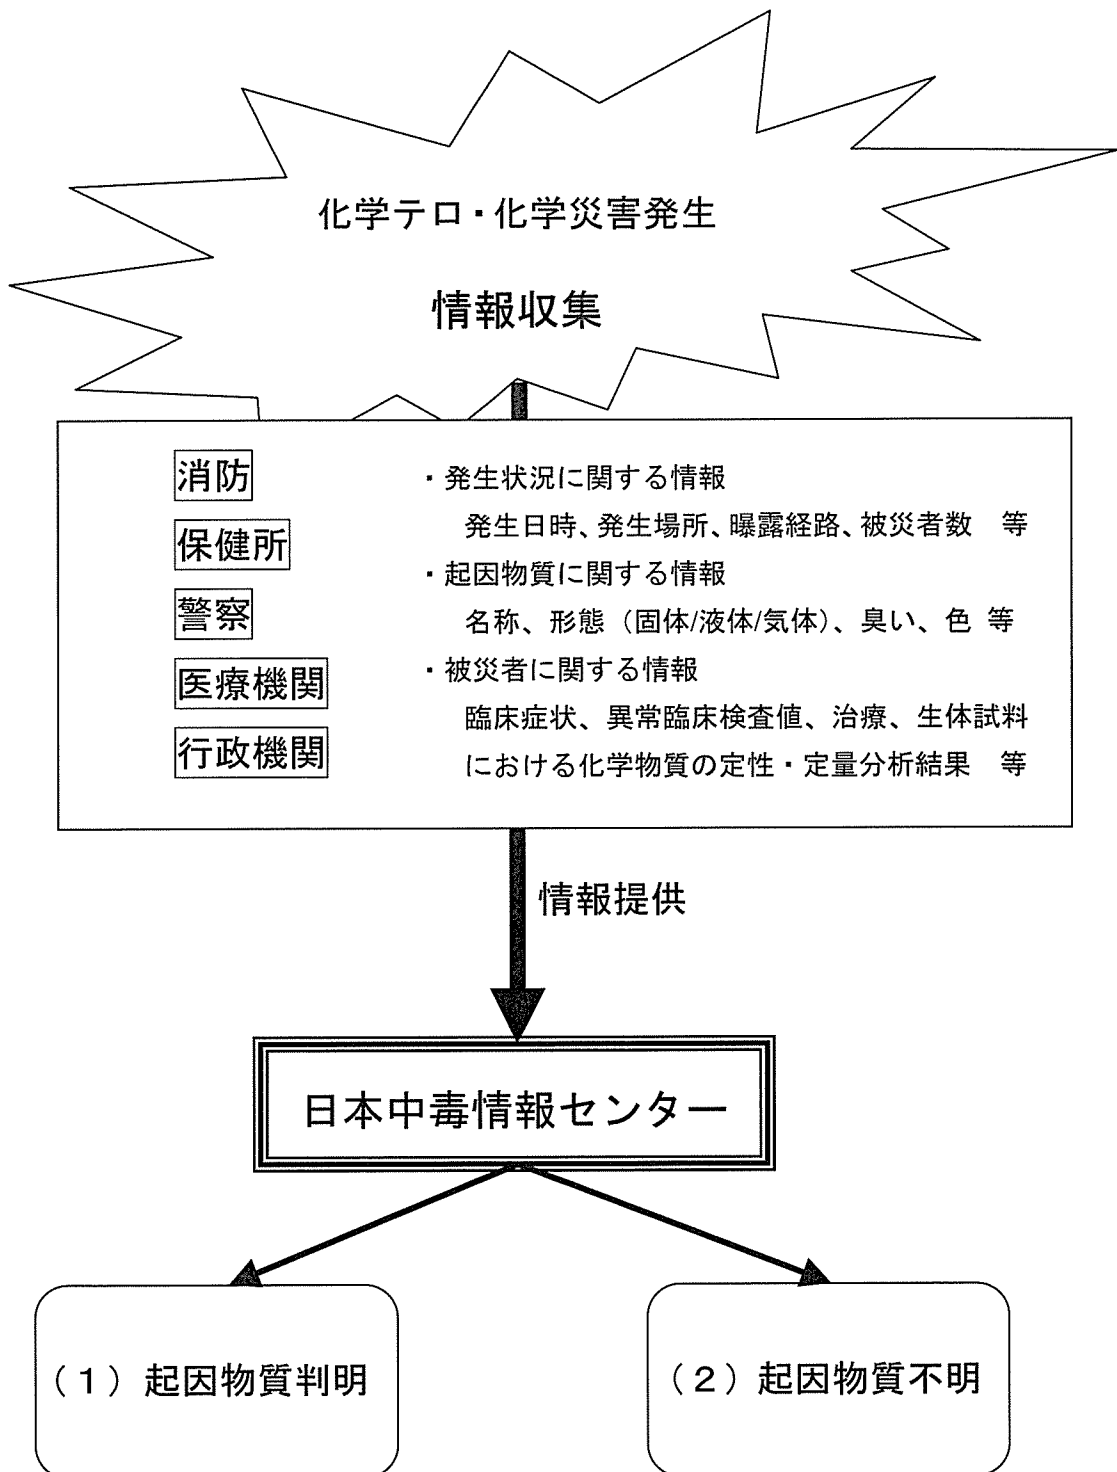 化学テロ・化学災害発生
情報収集
消防
保健所
警察
医療機関
行政機関
・発生状況に関する情報
発生日時、発生場所、曝露経路、被災者数　等
・起因物質に関する情報
名称、形態（固体/液体/気体）、臭い、色 等
・被災者に関する情報
臨床症状、異常臨床検査値、治療、生体試料
における化学物質の定性・定量分析結果　等
情報提供
日本中毒情報センター
（１）起因物質判明
（２）起因物質不明